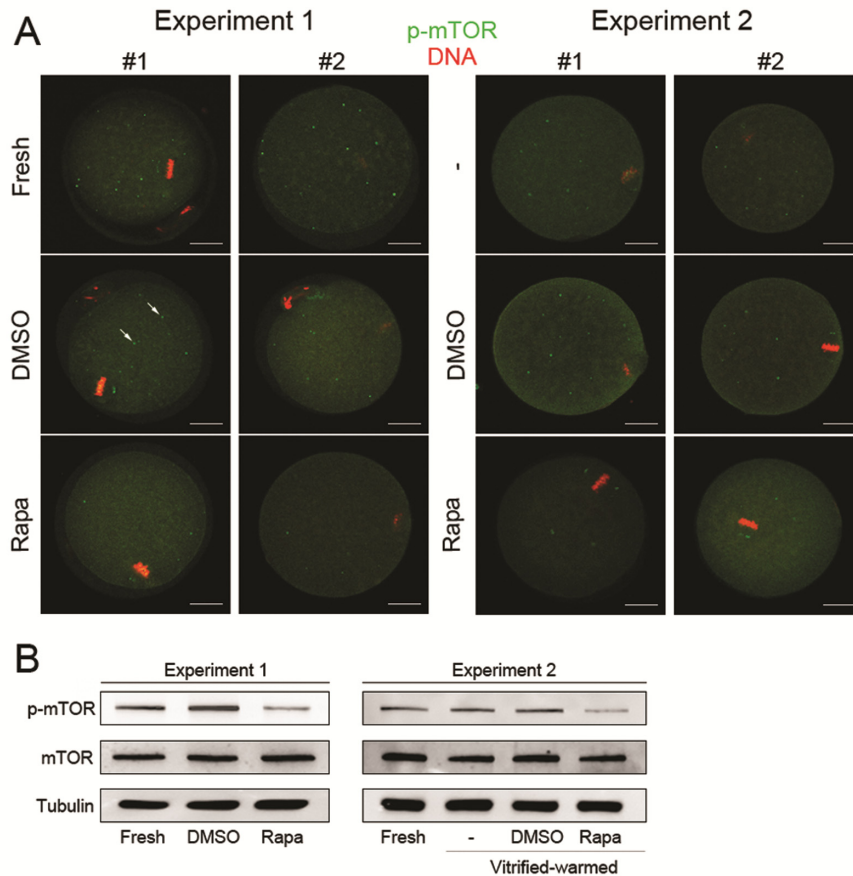 A
Experiment 1
p-mTOR
DNA
Experiment 2
#1
#2
#1
#2
Fresh
-
DMSO
DMSO
Rapa
Rapa
B
Experiment 1
Experiment 2
p-mTOR
mTOR
Tubulin
Fresh DMSO Rapa
Fresh - DMSO Rapa
Vitrified-warmed